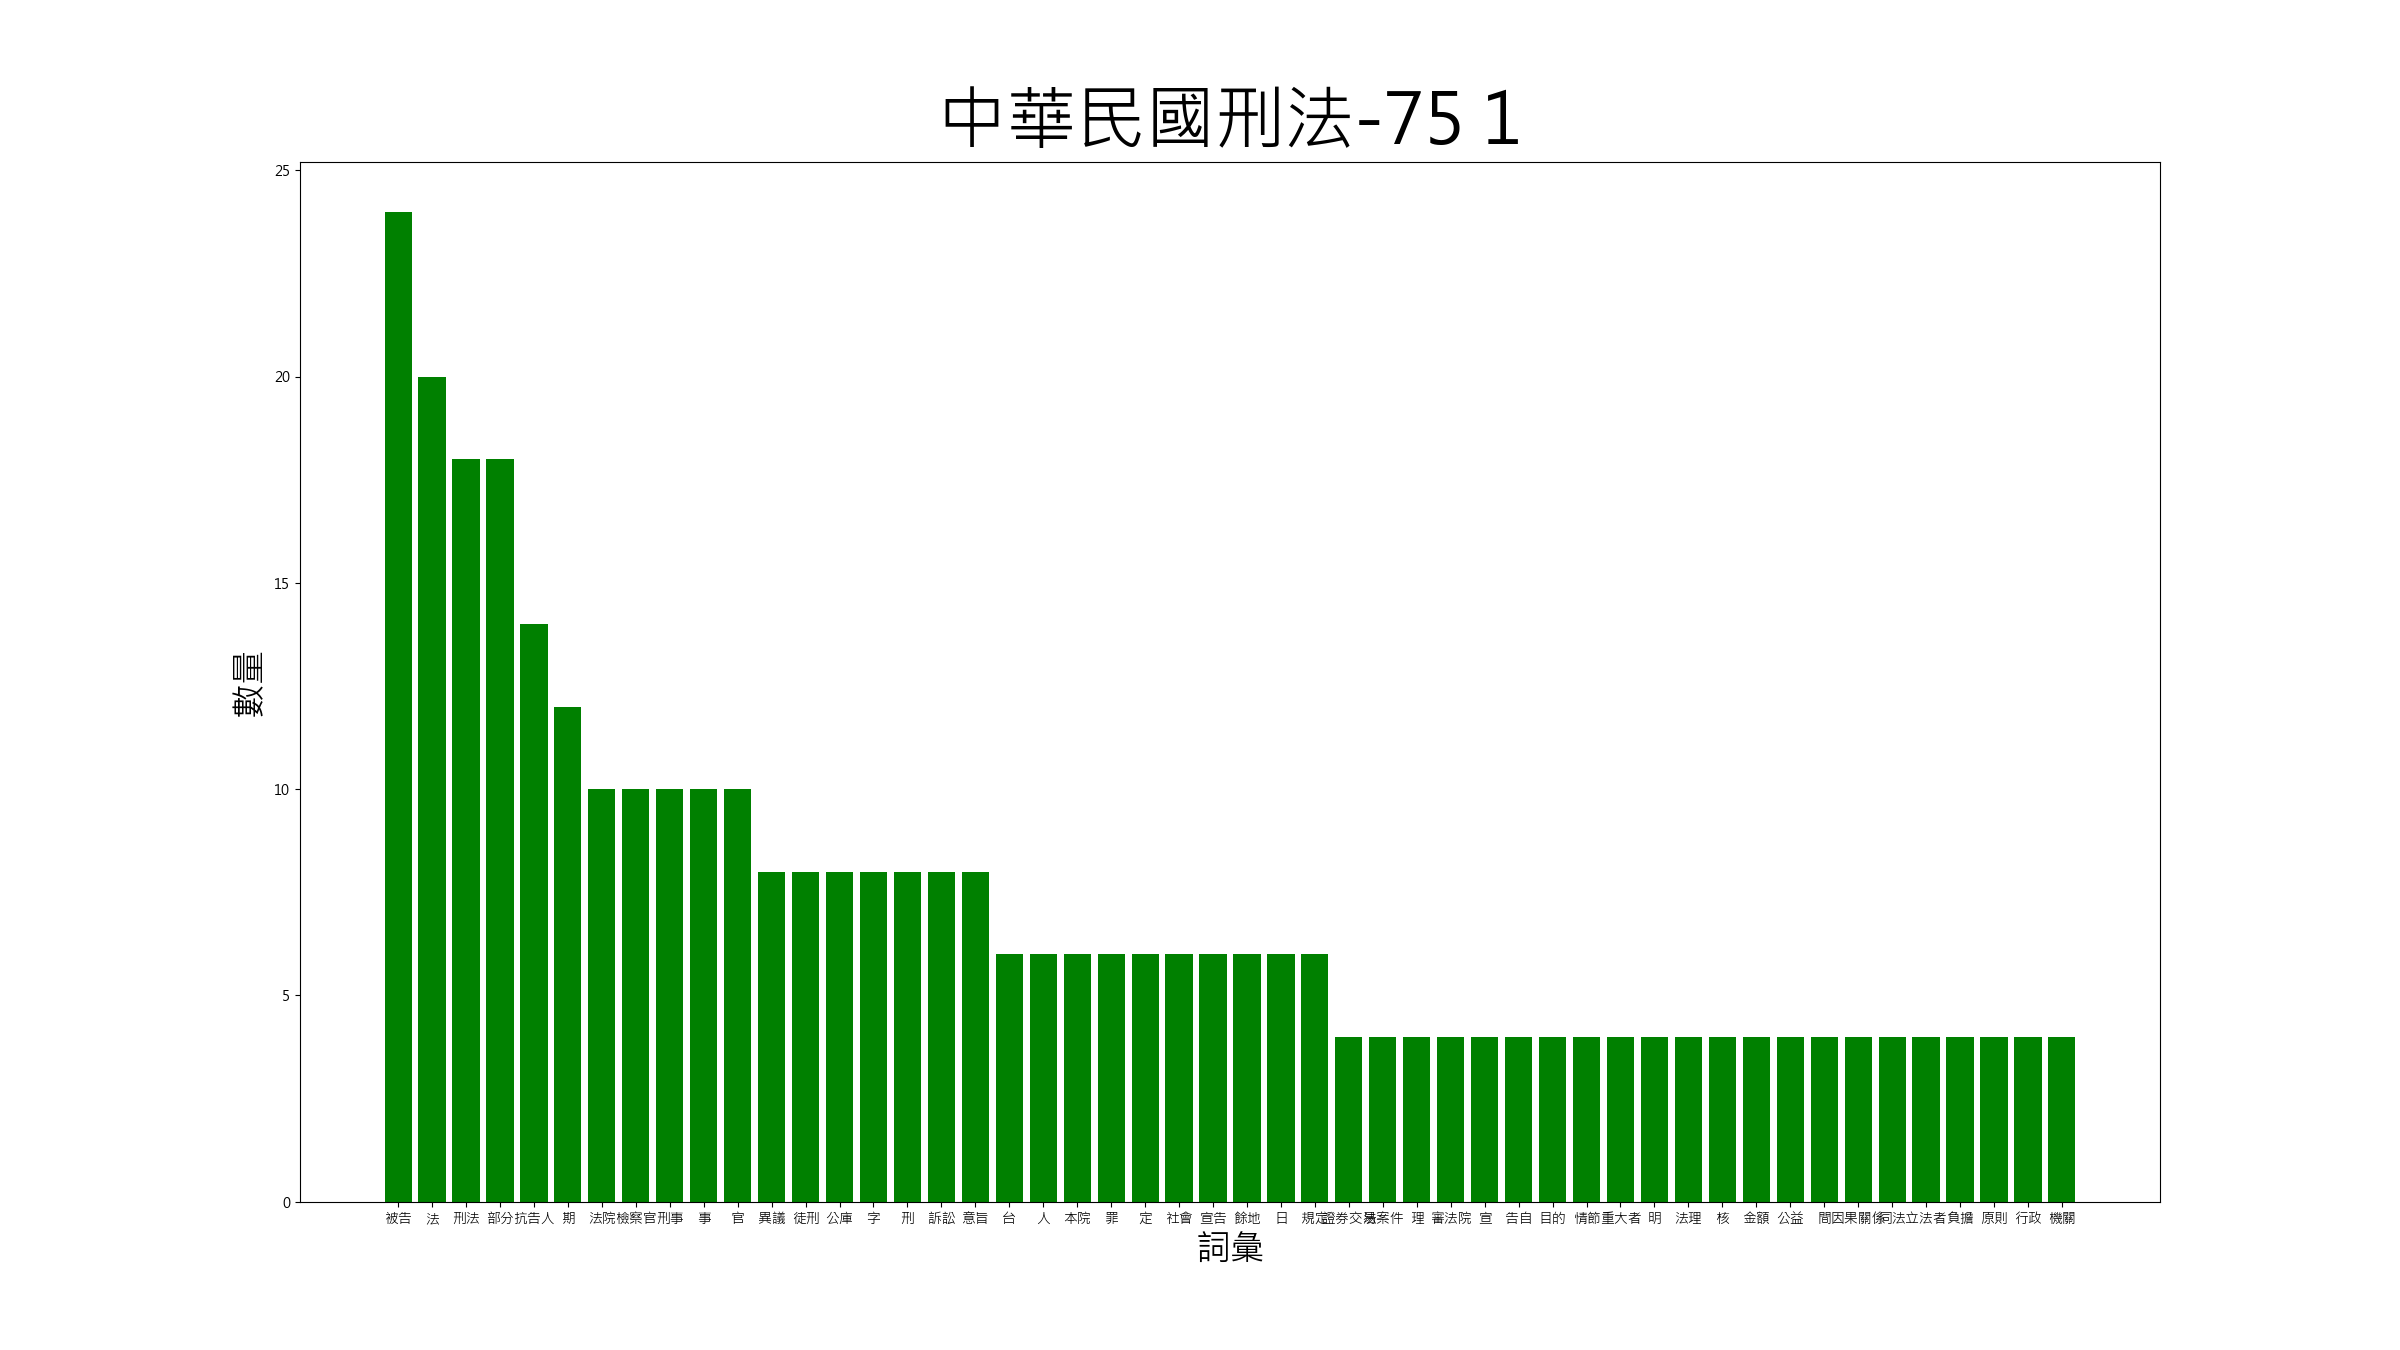 中華民國刑法-75 1
25
20
15
10
5
0
數量
被告 法 刑法 部分 抗告人 期 法院 檢察官 刑事 事 官 異議 徒刑 公庫 字 刑 訴訟 意旨 台 人 本院 罪 定 社會 宣告 餘地 日 規定 證券交易 案件 理 審法院 宣 告自 目的 情節 重大者 明 法理 核 金額 公益 間 因果關係 司法 立法者 負擔 原則 行政 機關
詞彙